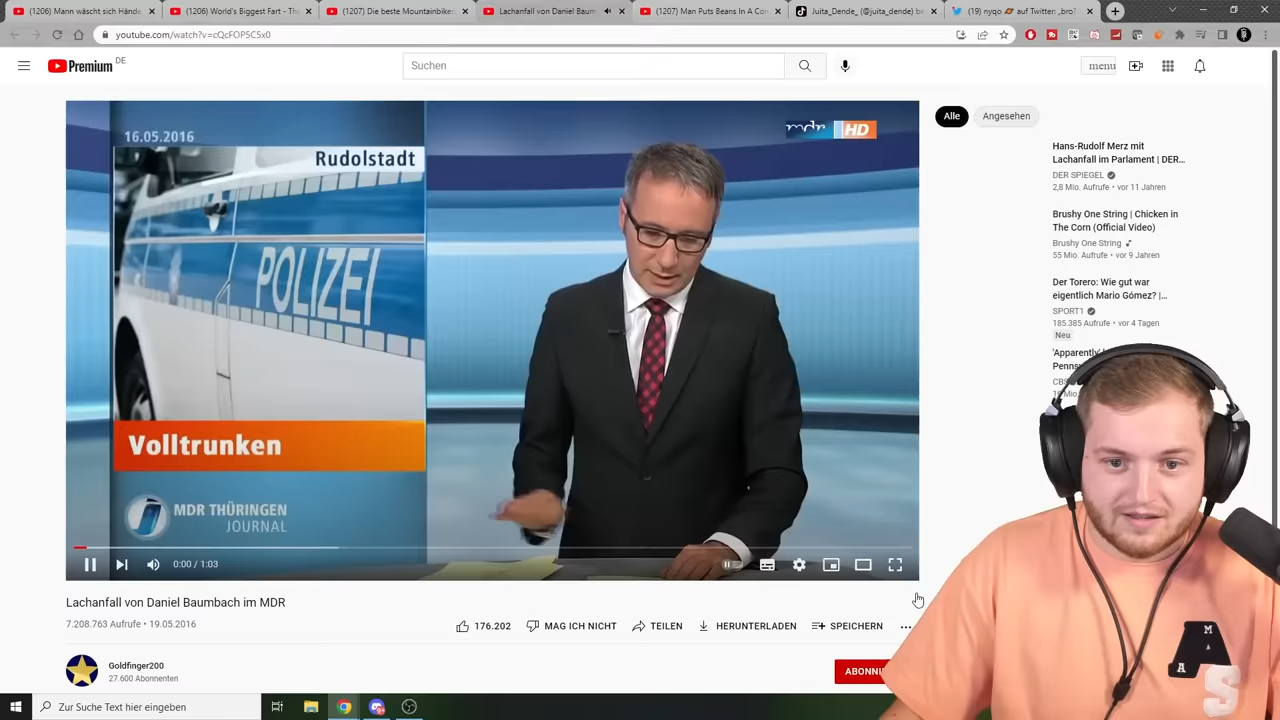 (1206) Mann wäscht sich Hände
(1206) World's Biggest Fart - The
(1207) Die beste Mountainbiker
Lachanfall von Daniel Baum
(1207) Man Puts Beans In A Con
Juita_Dende_ (@juita_dende) be
(19) nyqo 🪐 auf Twitter: „bro?
youtube.com/watch?v=cQcFOP5C5x0
Premium DE
Suchen
menu
Alle
Angesehen
16.05.2016
Rudolstadt
POLIZEI
Volltrunken
MDR THÜRINGEN
JOURNAL
mdr HD
0:00 / 1:03
Hans-Rudolf Merz mit
Lachanfall im Parlament | DER...
DER SPIEGEL
2,8 Mio. Aufrufe • vor 11 Jahren
Brushy One String | Chicken in
The Corn (Official Video)
Brushy One String
55 Mio. Aufrufe • vor 9 Jahren
Der Torero: Wie gut war
eigentlich Mario Gómez? |...
SPORT1
185.385 Aufrufe • vor 4 Tagen
Neu
'Apparently'
Penns
CBS
Lachanfall von Daniel Baumbach im MDR
7.208.763 Aufrufe • 19.05.2016
176.202
MAG ICH NICHT
TEILEN
HERUNTERLADEN
SPEICHERN
Goldfinger200
27.600 Abonnenten
ABONNI
M
A
A
S
Zur Suche Text hier eingeben